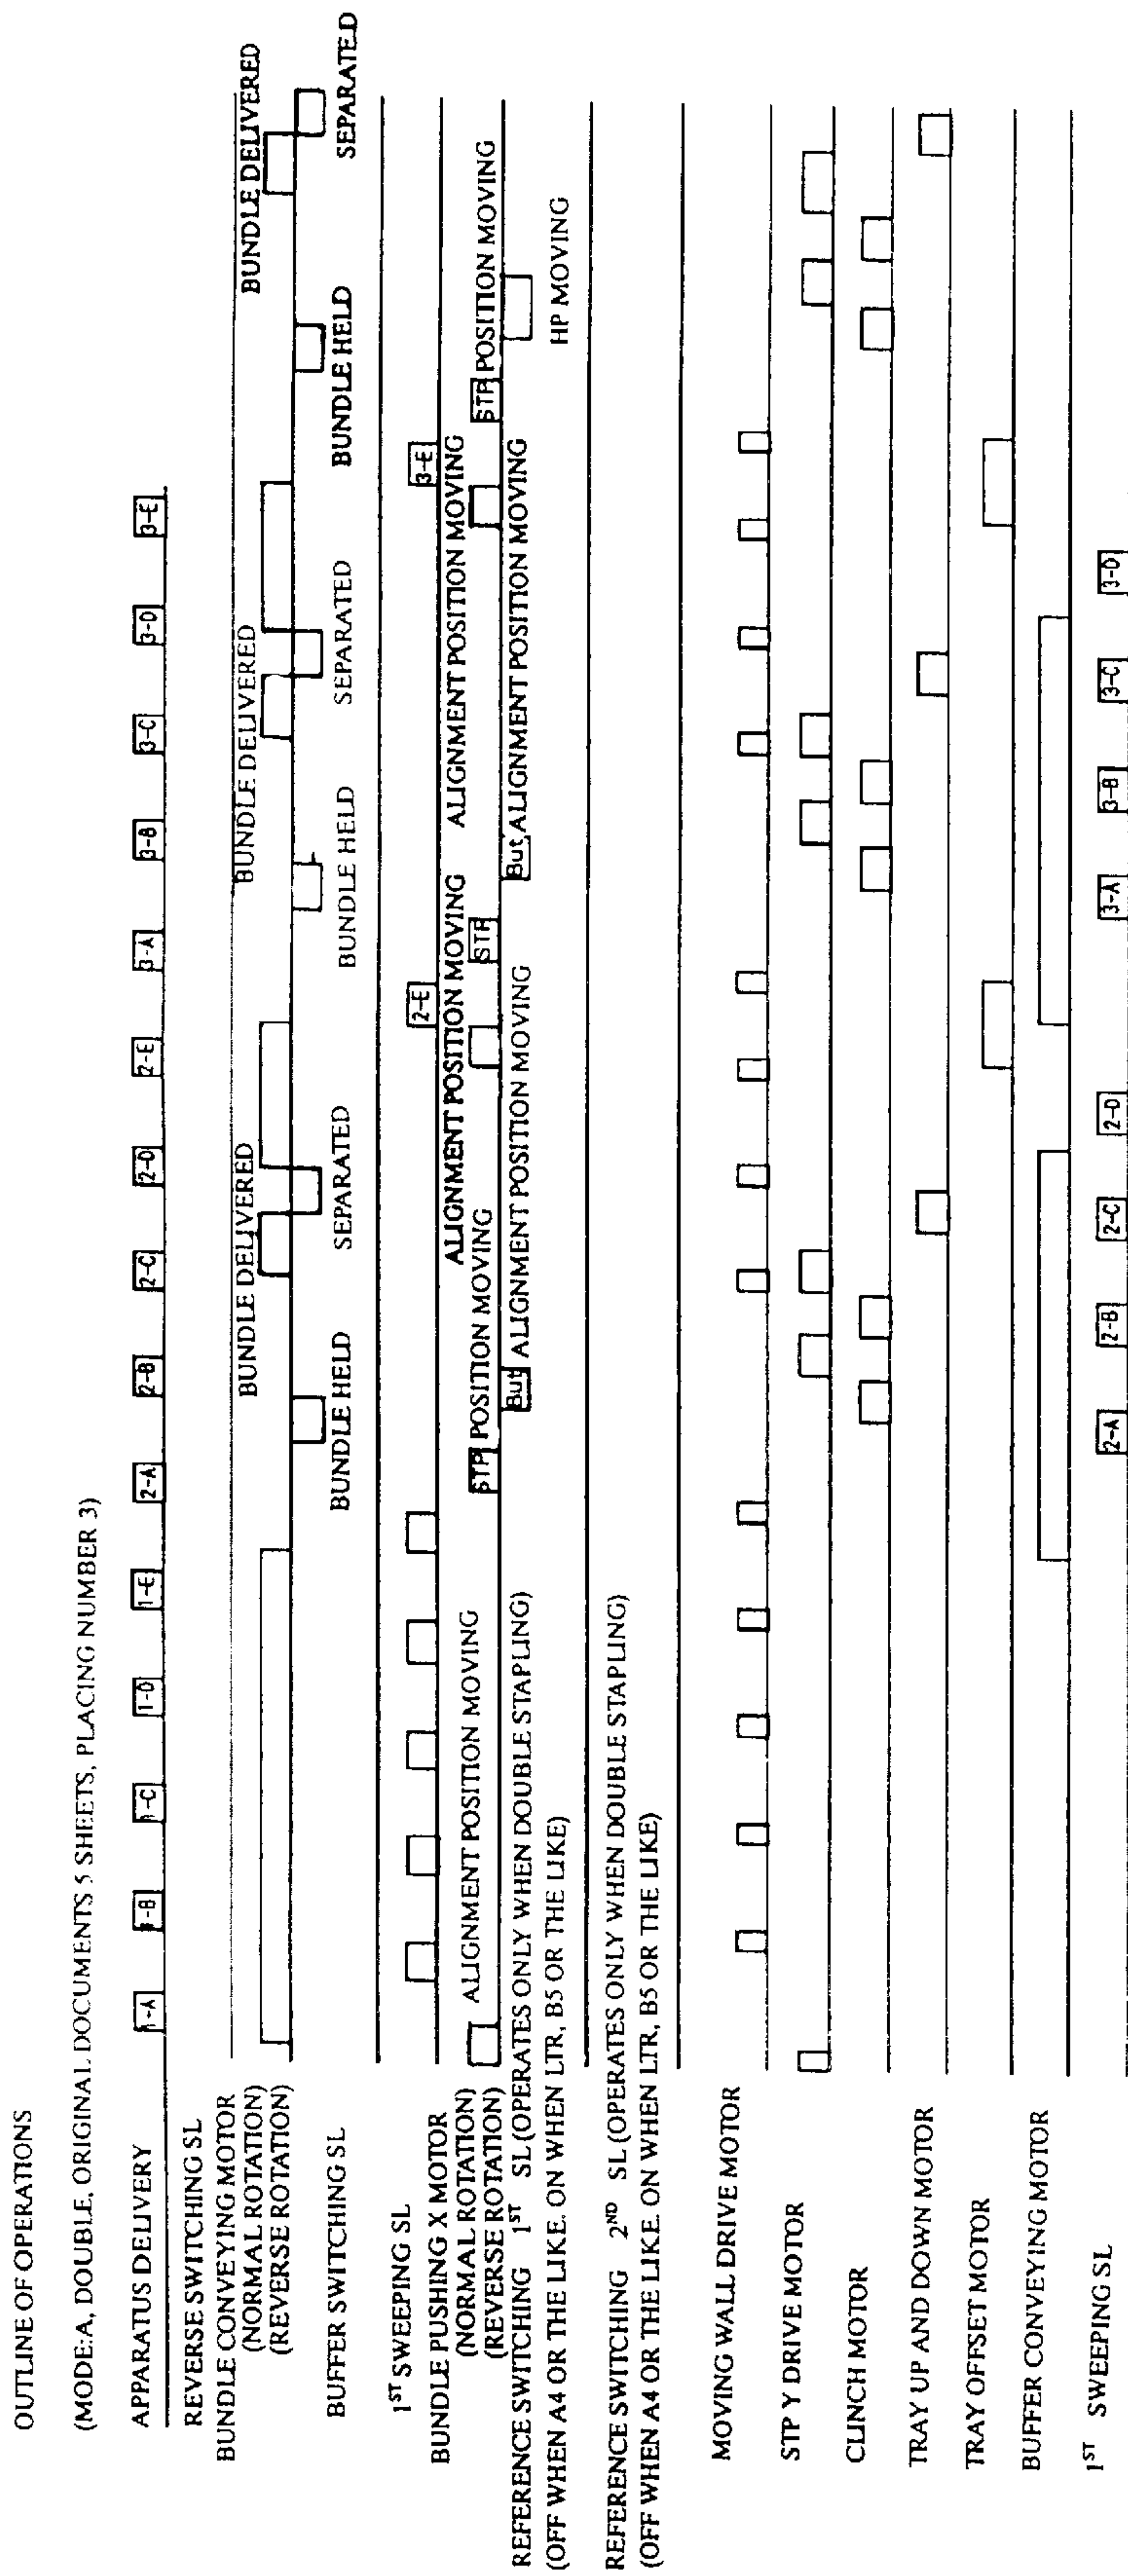 OUTLINE OF OPERATIONS
(MODE:A, DOUBLE, ORIGINAL DOCUMENTS 5 SHEETS, PLACING NUMBER 3)
APPARATUS DELIVERY
1-A 1-B 1-C 1-D 1-E 2-A 2-B 2-C 2-D 2-E 3-A 3-B 3-C 3-D 3-E
REVERSE SWITCHING SL
BUNDLE CONVEYING MOTOR
(NORMAL ROTATION)
(REVERSE ROTATION)
BUNDLE DELIVERED BUNDLE DELIVERED BUNDLE DELIVERED
BUNDLE HELD SEPARATED BUNDLE HELD SEPARATED BUNDLE HELD SEPARATED
BUFFER SWITCHING SL
1ST SWEEPING SL
2-E 3-E
BUNDLE PUSHING X MOTOR
(NORMAL ROTATION)
(REVERSE ROTATION)
ALIGNMENT POSITION MOVING ALIGNMENT POSITION MOVING ALIGNMENT POSITION MOVING
STP POSITION MOVING STP STP POSITION MOVING
But ALIGNMENT POSITION MOVING But ALIGNMENT POSITION MOVING
HP MOVING
REFERENCE SWITCHING 1ST SL (OPERATES ONLY WHEN DOUBLE STAPLING)
(OFF WHEN A4 OR THE LIKE. ON WHEN LTR, B5 OR THE LIKE)
REFERENCE SWITCHING 2ND SL (OPERATES ONLY WHEN DOUBLE STAPLING)
(OFF WHEN A4 OR THE LIKE. ON WHEN LTR, B5 OR THE LIKE)
MOVING WALL DRIVE MOTOR
STP Y DRIVE MOTOR
CLINCH MOTOR
TRAY UP AND DOWN MOTOR
TRAY OFFSET MOTOR
BUFFER CONVEYING MOTOR
1ST SWEEPING SL
2-A 2-B 2-C 2-D 3-A 3-B 3-C 3-D